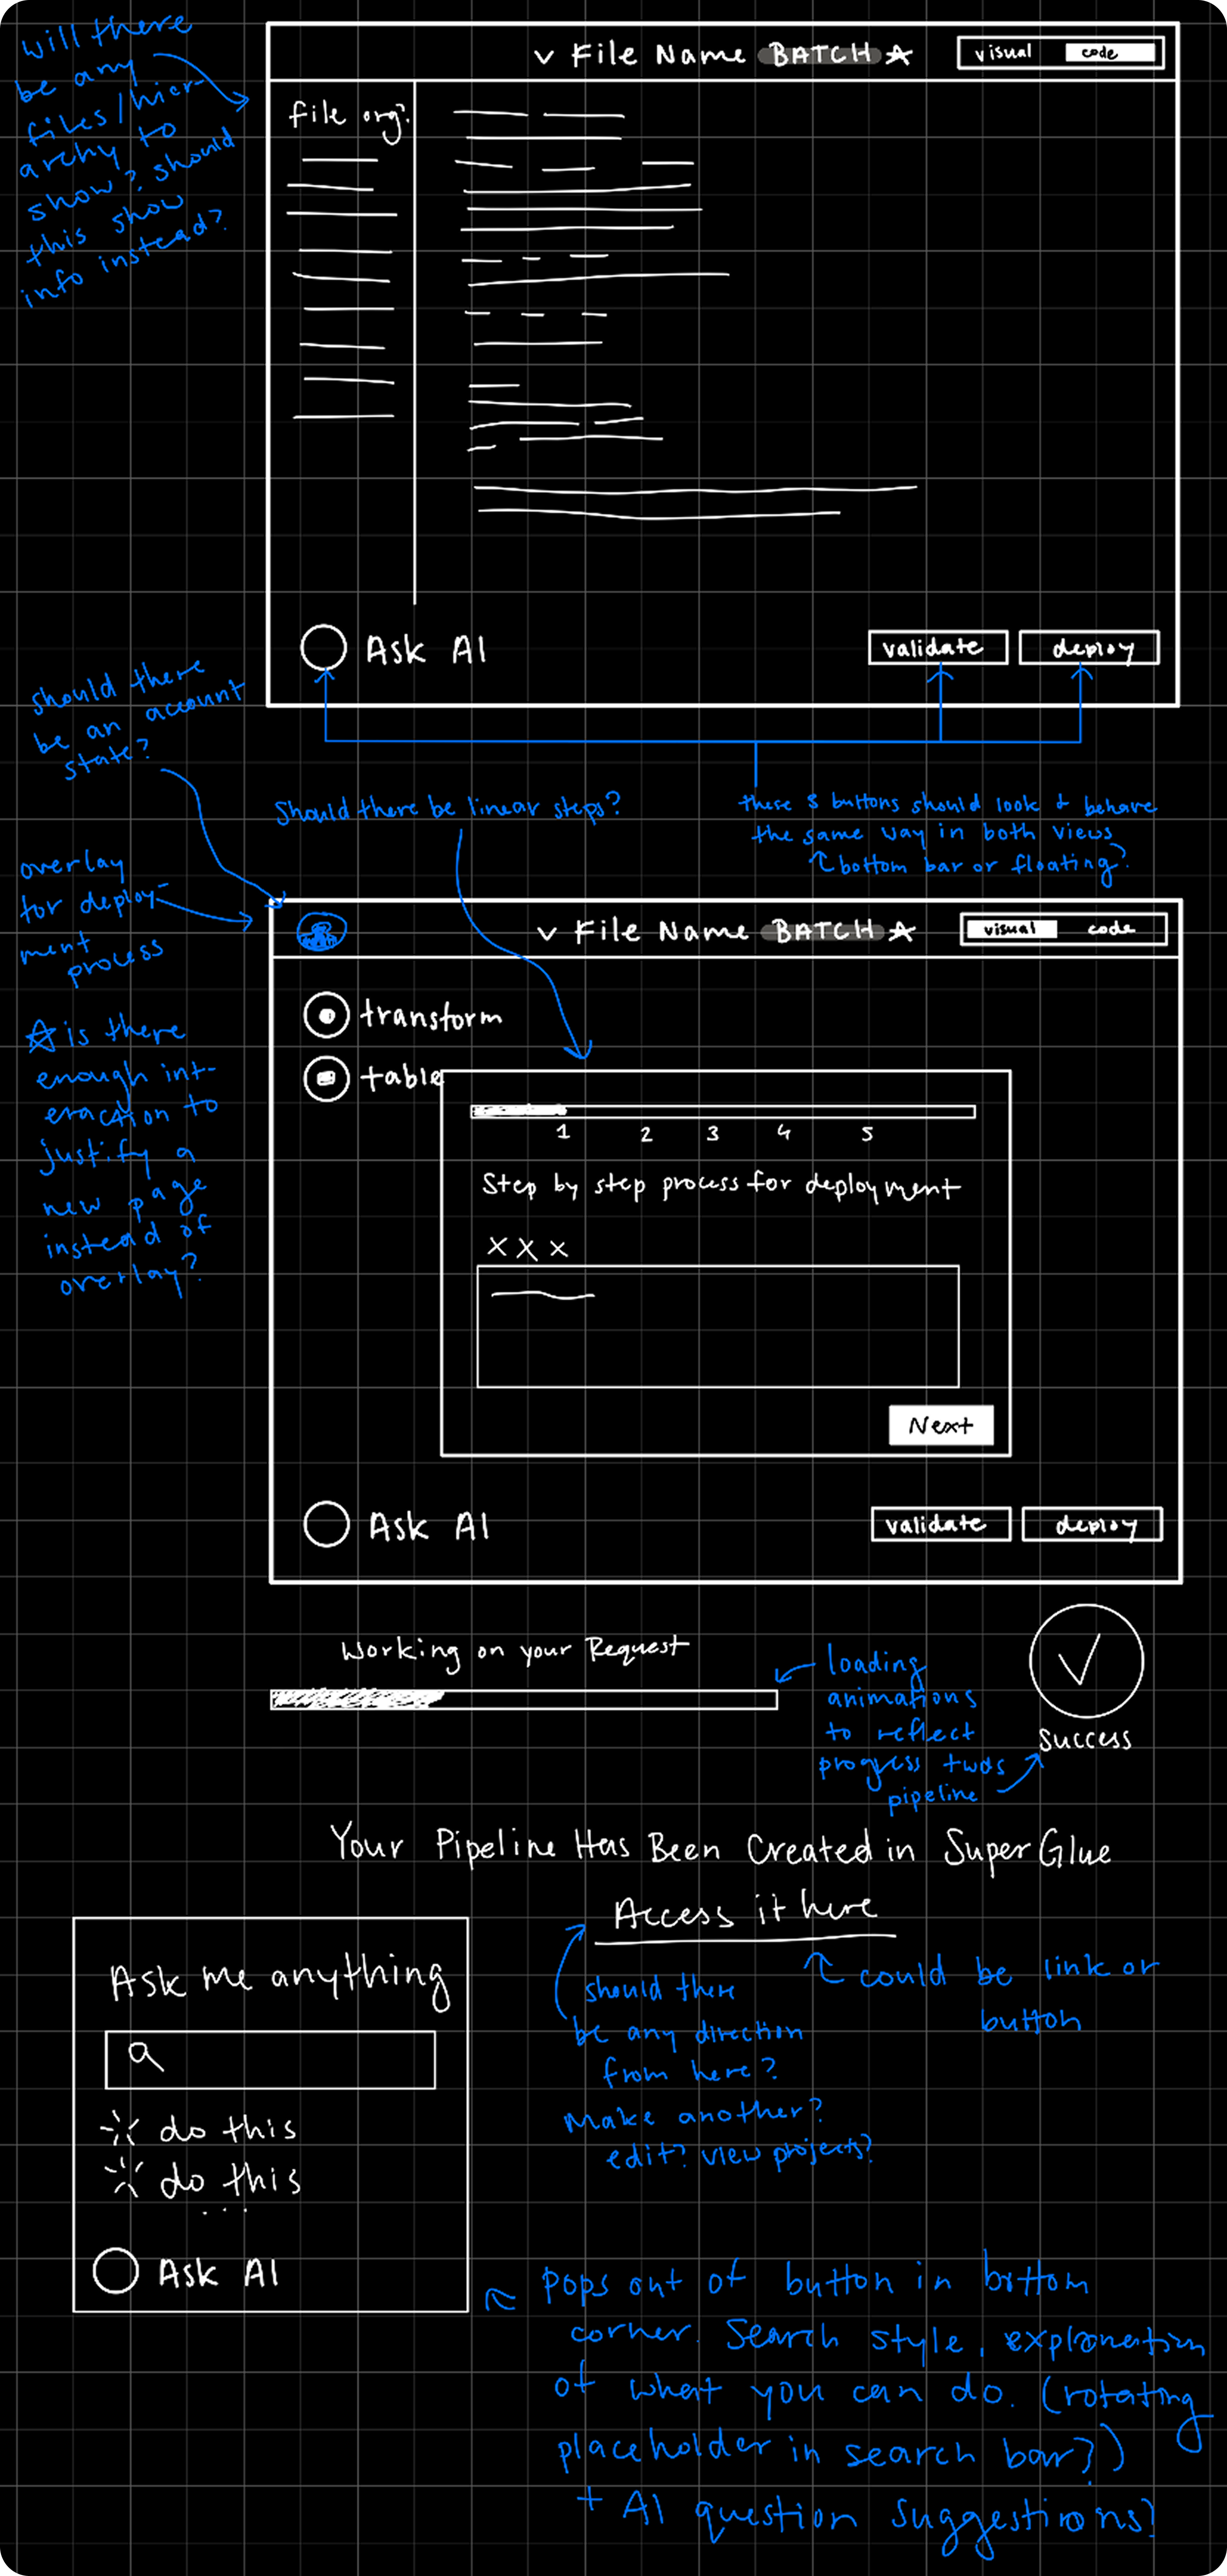 will there
be any
files/hier-
archy to
show? should
this show
info instead?
v File Name BATCH ☆
visual code
file org?
Ask AI
validate
deploy
should there
be an account
state?
should there be linear steps?
these 3 buttons should look + behave
the same way in both views
↑ bottom bar or floating?
overlay
for deploy-
ment
process
☆ is there
enough int-
eraction to
justify a
new page
instead of
overlay?
v File Name BATCH ☆
visual code
transform
table
1 2 3 4 5
Step by step process for deployment
X X X
Next
Ask AI
validate
deploy
Working on your Request
loading
animations
to reflect
progress twds
pipeline
success
Your Pipeline Has Been Created in SuperGlue
Access it here
could be link or
button
should there
be any direction
from here?
Make another?
edit? view projects?
Ask me anything
do this
do this
...
Ask AI
pops out of button in bottom
corner. Search style, explanation
of what you can do. (rotating
placeholder in search bar?)
+ AI question suggestions?